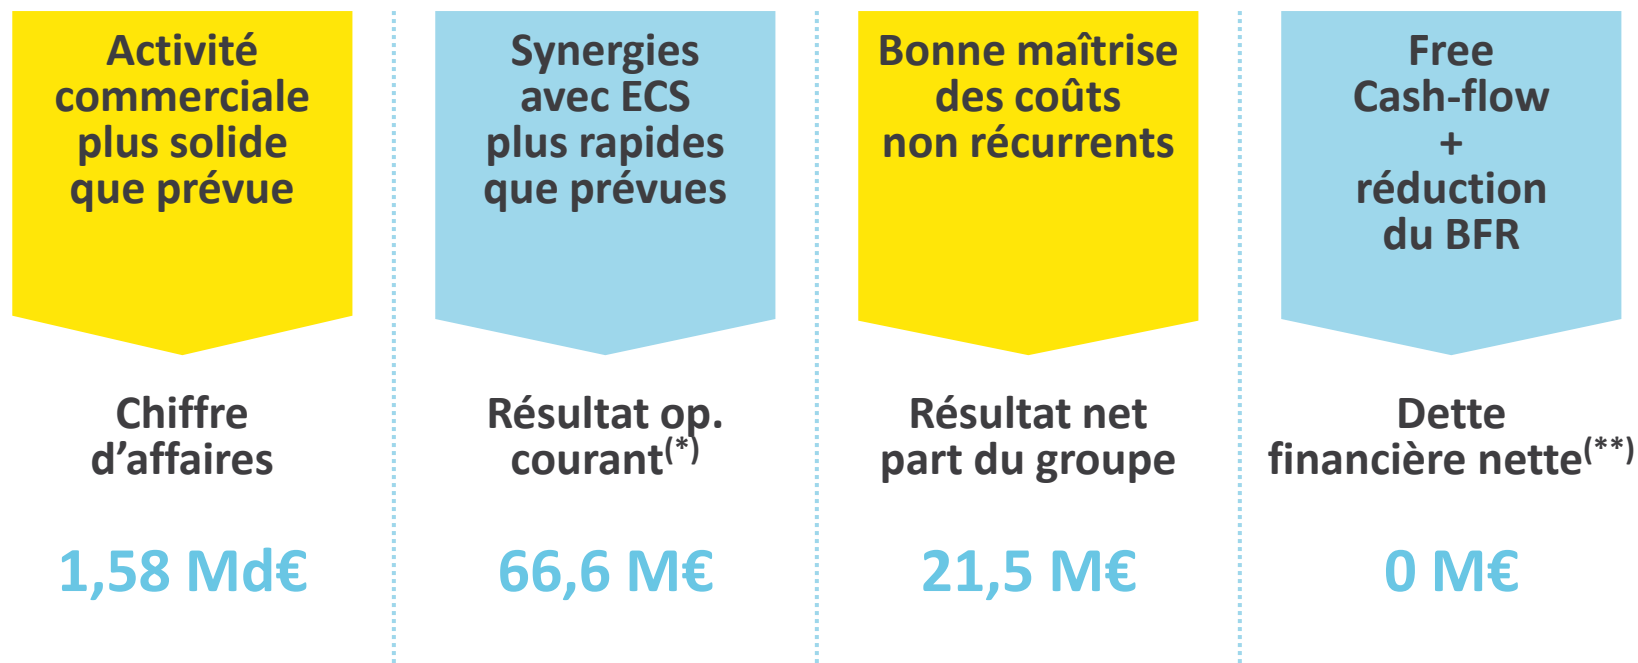 Activité
commerciale
plus solide
que prévue
Chiffre
d’affaires
1,58 Md€
Synergies
avec ECS
plus rapides
que prévues
Résultat op.
courant(*)
66,6 M€
Bonne maîtrise
des coûts
non récurrents
Résultat net
part du groupe
21,5 M€
Free
Cash-flow
+
réduction
du BFR
Dette
financière nette(**)
0 M€